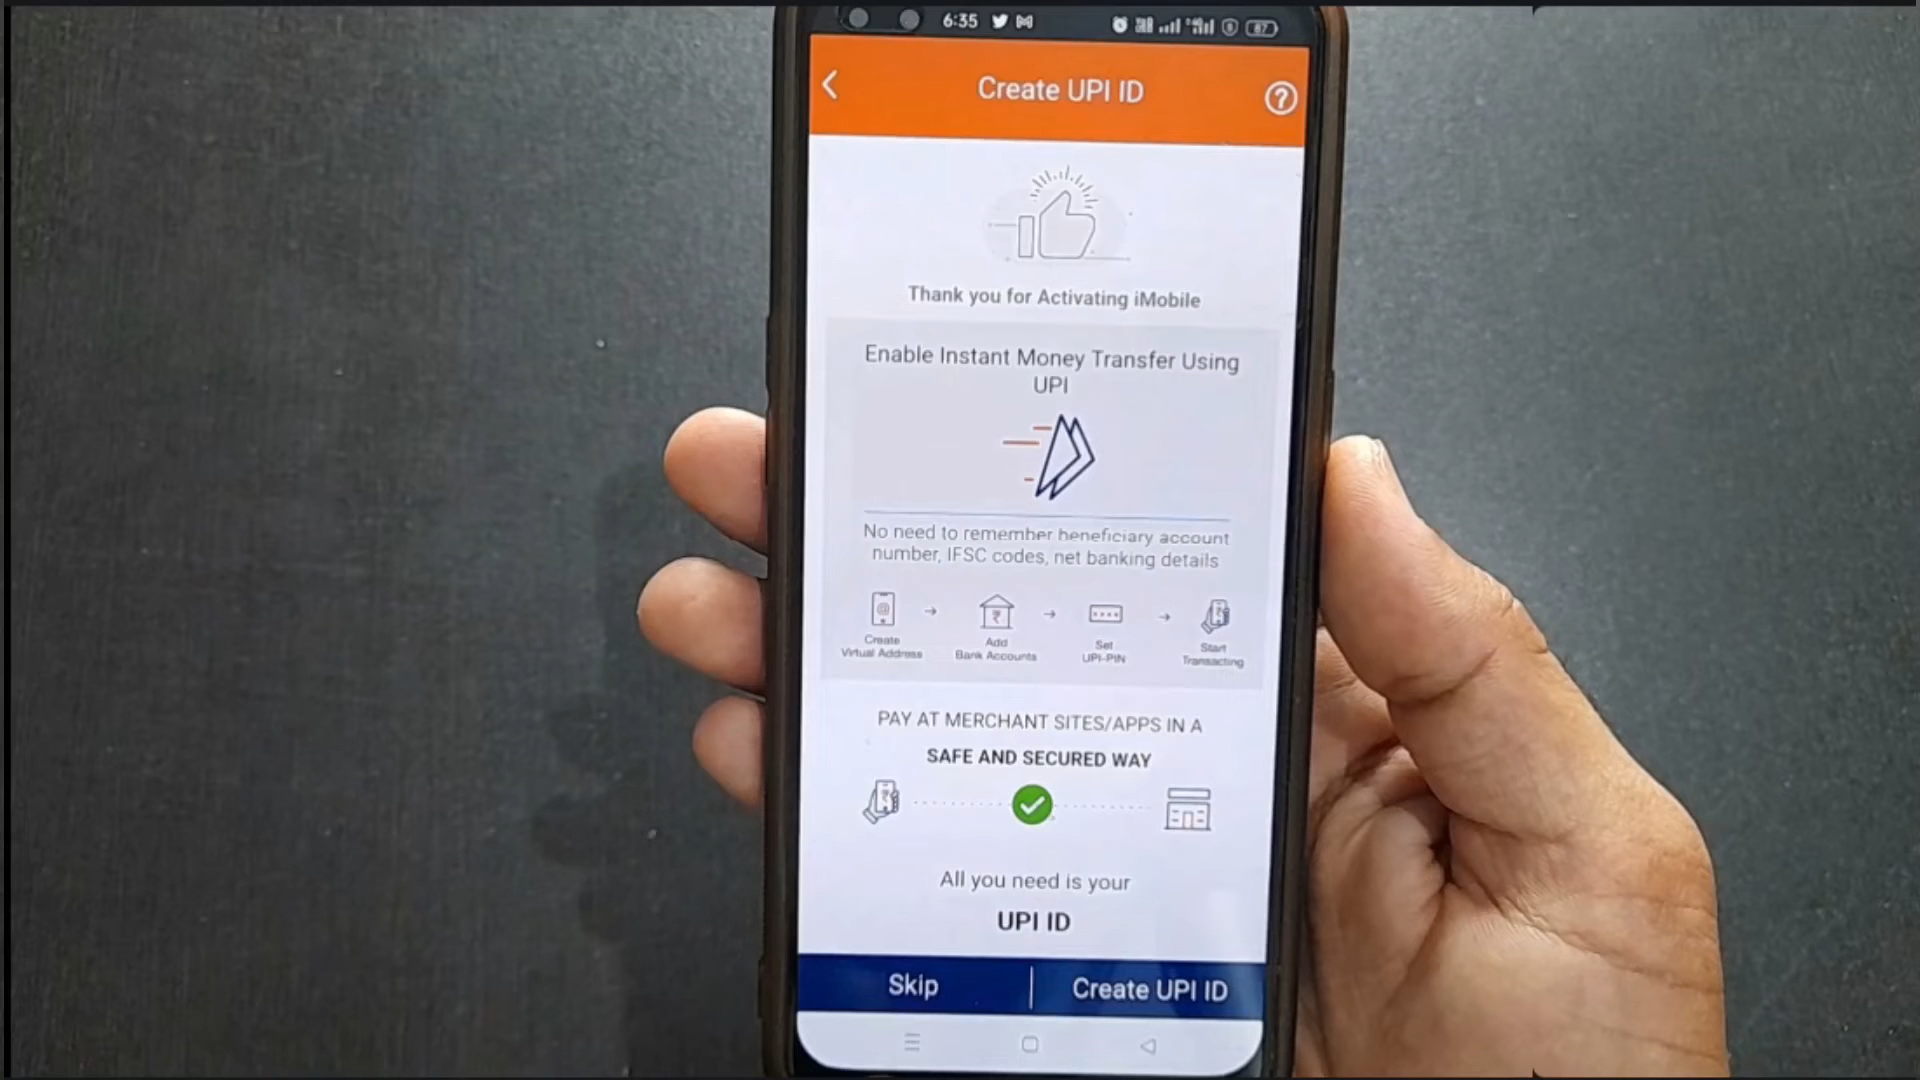 6:35
87
Create UPI ID
Thank you for Activating iMobile
Enable Instant Money Transfer Using
UPI
No need to remember beneficiary account
number, IFSC codes, net banking details
Create
Virtual Address
Add
Bank Accounts
Set
UPI-PIN
Start
Transacting
PAY AT MERCHANT SITES/APPS IN A
SAFE AND SECURED WAY
All you need is your
UPI ID
Skip
Create UPI ID